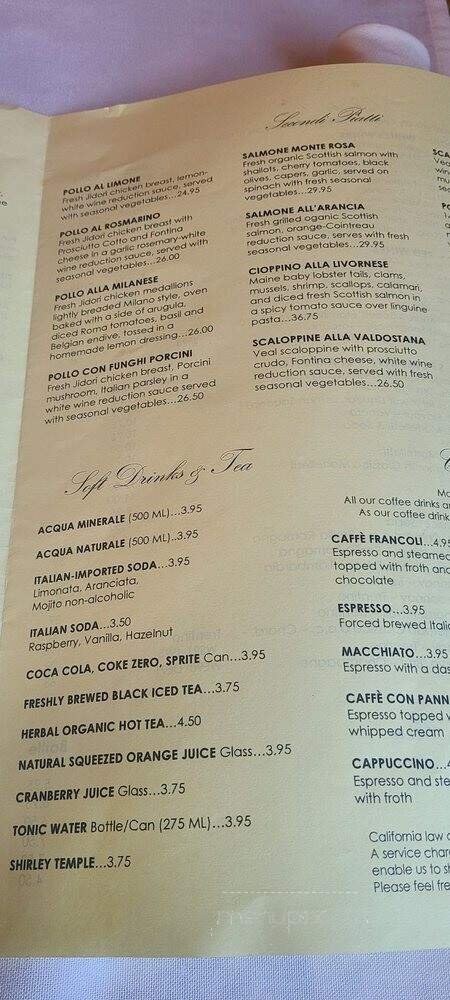 Secondi Piatti
POLLO AL LIMONE
Fresh Jidori chicken breast, lemon-
white wine reduction sauce, served
with seasonal vegetables...24.95
POLLO AL ROSMARINO
Fresh Jidori chicken breast with
Prosciutto Cotto and Fontina
cheese in a garlic rosemary-white
wine reduction sauce, served with
seasonal vegetables...26.00
POLLO ALLA MILANESE
Fresh Jidori chicken medallions
lightly breaded Milano style, oven
baked with a side of arugula,
diced Roma tomatoes, basil and
Belgian endive, tossed in a
homemade lemon dressing...26.00
POLLO CON FUNGHI PORCINI
Fresh Jidori chicken breast, Porcini
mushroom, Italian parsley in a
white wine reduction sauce served
with seasonal vegetables...26.50
SALMONE MONTE ROSA
Fresh organic Scottish salmon with
shallots, cherry tomatoes, black
olives, capers, garlic, served on
spinach with fresh seasonal
vegetables...29.95
SALMONE ALL'ARANCIA
Fresh grilled oganic Scottish
salmon, orange-Cointreau
reduction sauce, serves with fresh
seasonal vegetables...29.95
CIOPPINO ALLA LIVORNESE
Maine baby lobster tails, clams,
mussels, shrimp, scallops, calamari,
and diced fresh Scottish salmon in
a spicy tomato sauce over linguine
pasta...36.75
SCALOPPINE ALLA VALDOSTANA
Veal scaloppine with prosciutto
crudo, Fontina cheese, white wine
reduction sauce, served with fresh
seasonal vegetables...26.50
Soft Drinks & Tea
ACQUA MINERALE (500 ML)...3.95
ACQUA NATURALE (500 ML)..3.95
ITALIAN-IMPORTED SODA...3.95
Limonata, Aranciata,
Mojito non-alcoholic
ITALIAN SODA...3.50
Raspberry, Vanilla, Hazelnut
COCA COLA, COKE ZERO, SPRITE Can...3.95
FRESHLY BREWED BLACK ICED TEA...3.75
HERBAL ORGANIC HOT TEA...4.50
NATURAL SQUEEZED ORANGE JUICE Glass...3.95
CRANBERRY JUICE Glass...3.75
TONIC WATER Bottle/Can (275 ML)...3.95
SHIRLEY TEMPLE...3.75
All our coffee drinks
As our coffee drink
CAFFÈ FRANCOLI...4.95
Espresso and steamed
topped with froth and
chocolate
ESPRESSO...3.95
Forced brewed
MACCHIATO...3.95
Espresso with a
CAFFÈ CON PANN
Espresso topped
whipped cream
CAPPUCCINO...
Espresso and
with froth
California law
A service
enable us to
Please feel